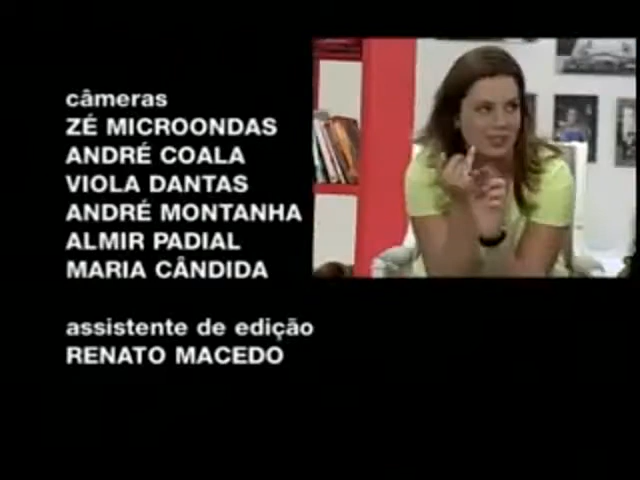 câmeras
ZÉ MICROONDAS
ANDRÉ COALA
VIOLA DANTAS
ANDRÉ MONTANHA
ALMIR PADIAL
MARIA CÂNDIDA
assistente de edição
RENATO MACEDO